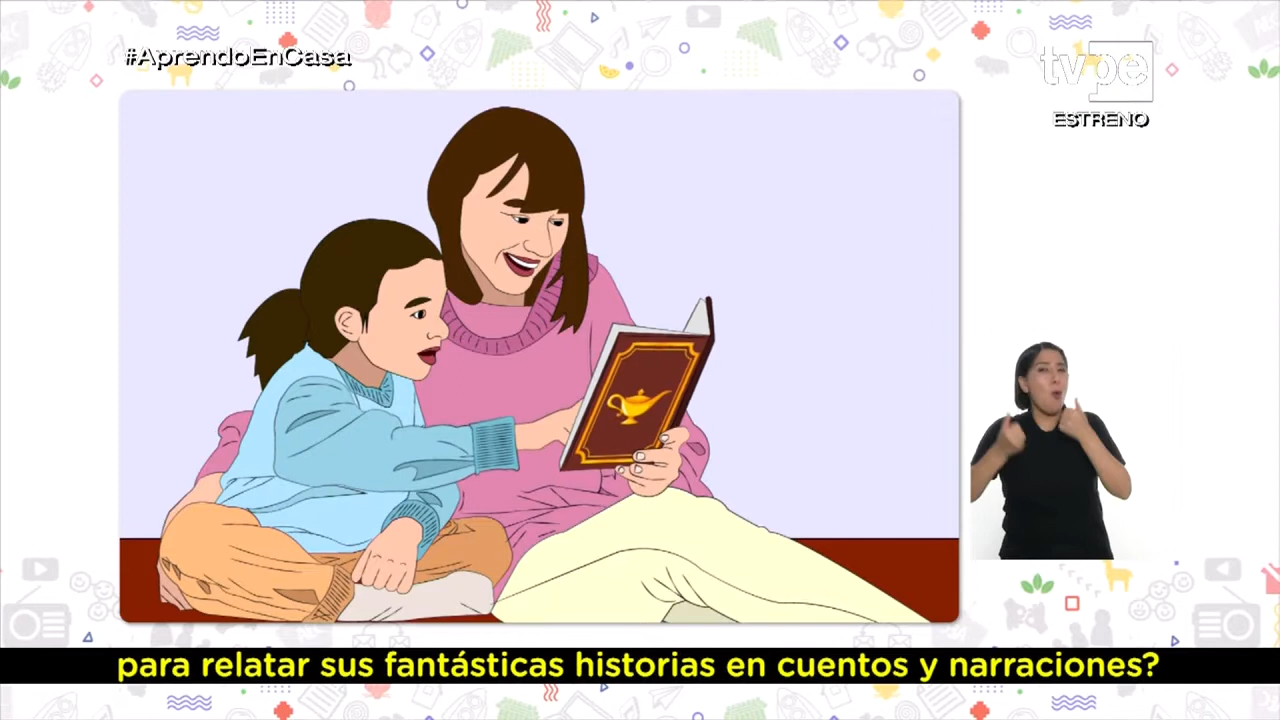 #AprendoEnCasa
tvpe
ESTRENO
para relatar sus fantásticas historias en cuentos y narraciones?